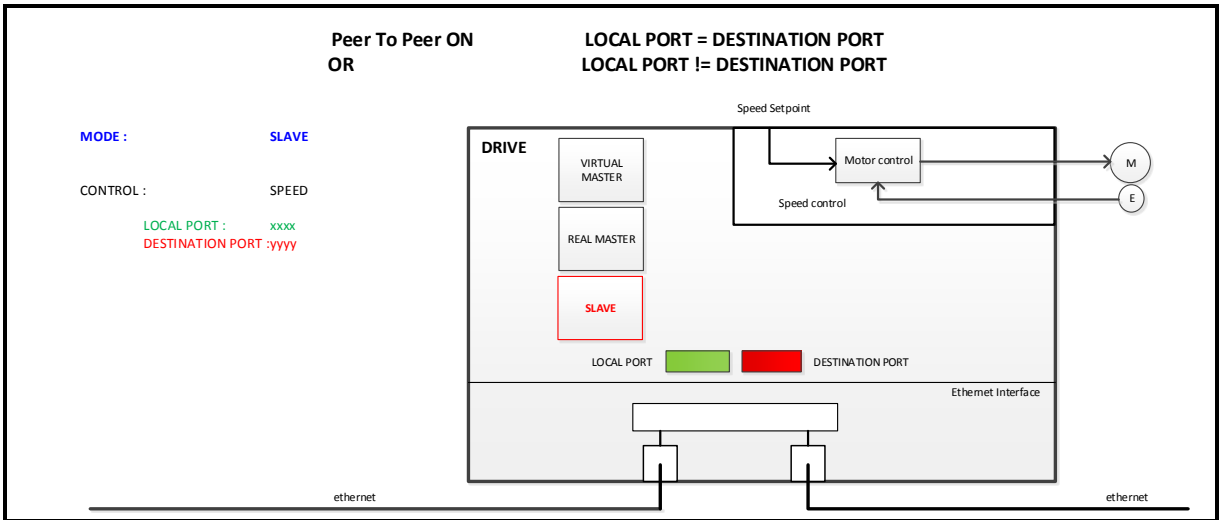 Peer To Peer ON LOCAL PORT = DESTINATION PORT
OR LOCAL PORT != DESTINATION PORT
Speed Setpoint
MODE : SLAVE
DRIVE
VIRTUAL
MASTER
Motor control
M
CONTROL : SPEED
Speed control
E
LOCAL PORT : xxxx
DESTINATION PORT :yyyy
REAL MASTER
SLAVE
LOCAL PORT
DESTINATION PORT
Ethernet Interface
ethernet
ethernet